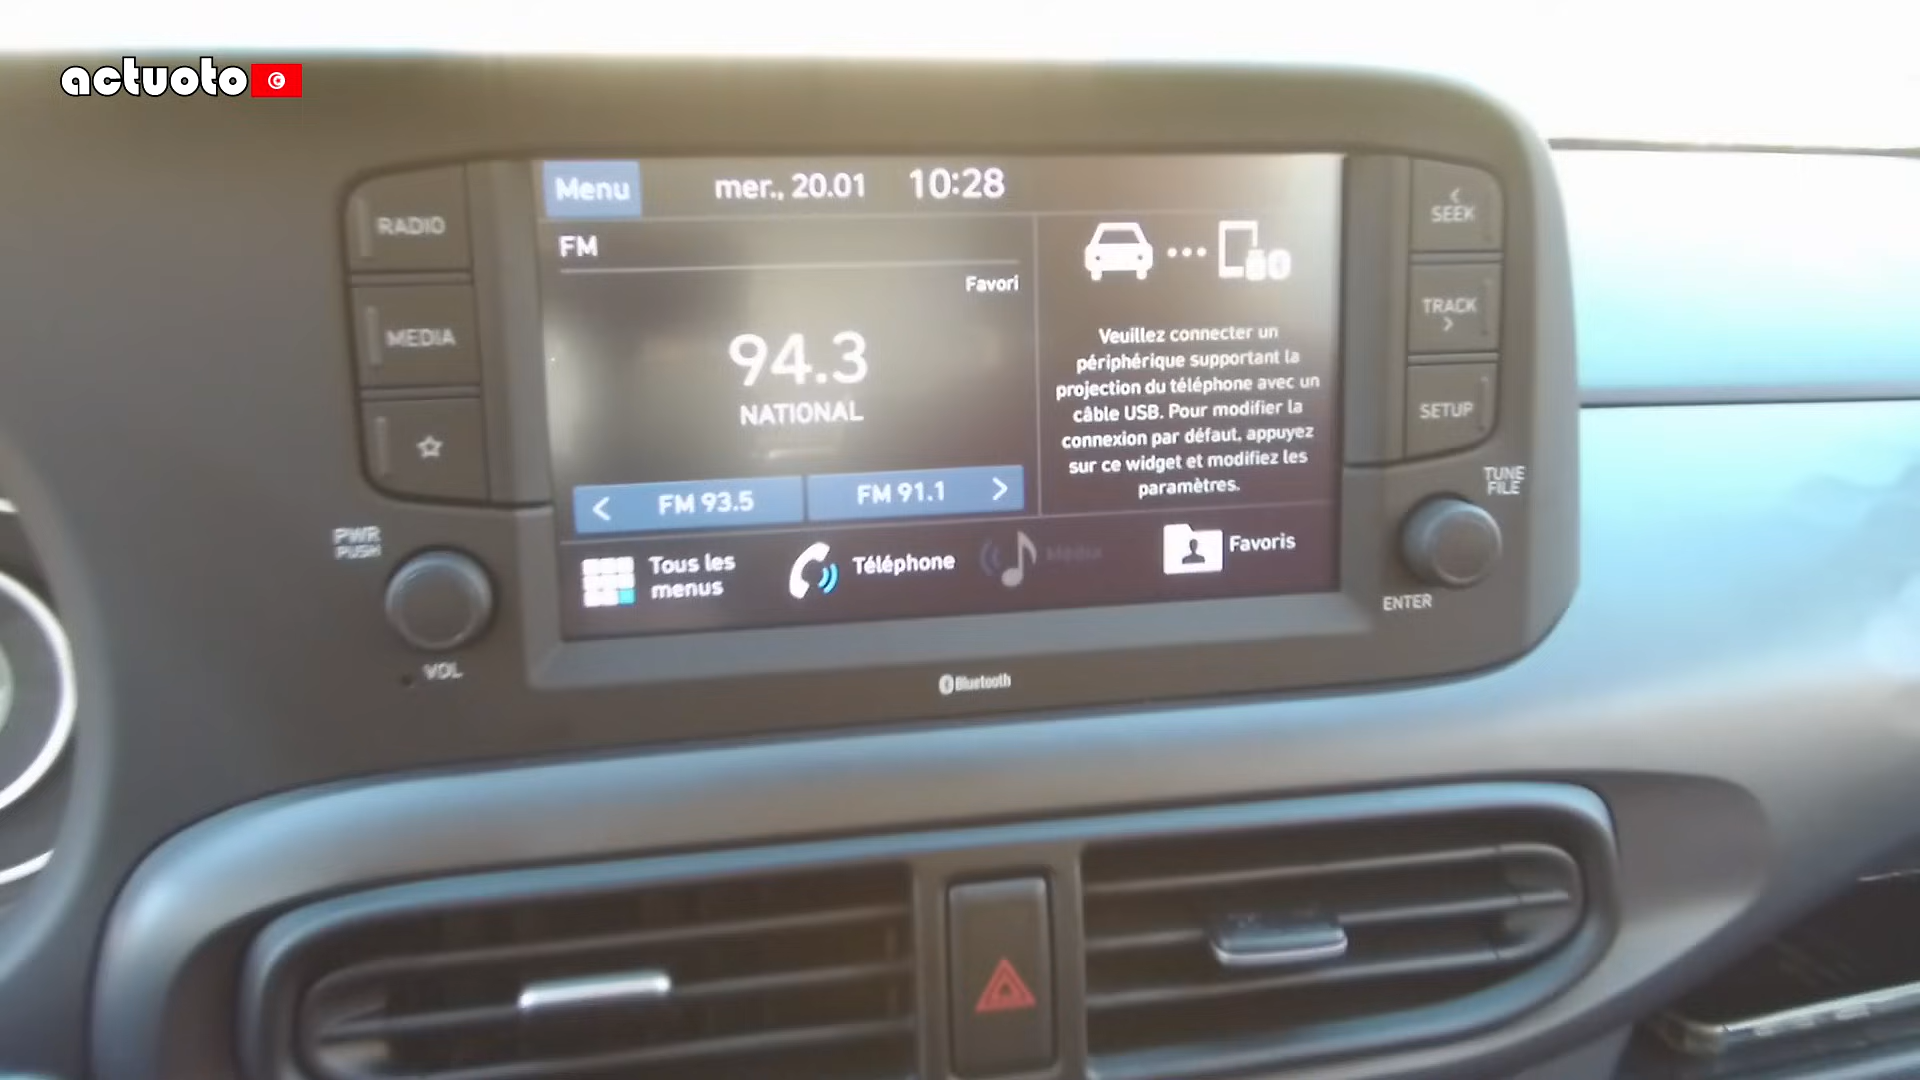 actuoto
RADIO
MEDIA
PWR
PUSH
VOL
Menu
mer., 20.01
10:28
FM
Favori
94.3
NATIONAL
< FM 93.5
FM 91.1 >
Veuillez connecter un
périphérique supportant la
projection du téléphone avec un
câble USB. Pour modifier la
connexion par défaut, appuyez
sur ce widget et modifiez les
paramètres.
Tous les
menus
Téléphone
Média
Favoris
Bluetooth
<
SEEK
TRACK
>
SETUP
TUNE
FILE
ENTER